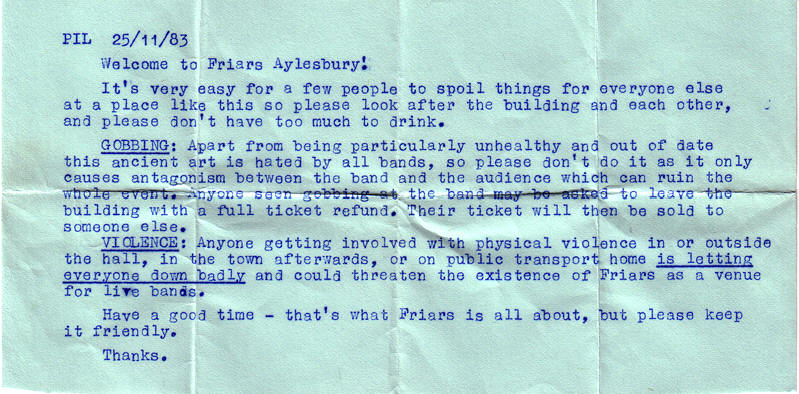 PIL 25/11/83
Welcome to Friars Aylesbury!
It's very easy for a few people to spoil things for everyone else
at a place like this so please look after the building and each other,
and please don't have too much to drink.
GOBBING: Apart from being particularly unhealthy and out of date
this ancient art is hated by all bands, so please don't do it as it only
causes antagonism between the band and the audience which can ruin the
whole event. Anyone seen gobbing at the band may be asked to leave the
building with a full ticket refund. Their ticket will then be sold to
someone else.
VIOLENCE: Anyone getting involved with physical violence in or outside
the hall, in the town afterwards, or on public transport home is letting
everyone down badly and could threaten the existence of Friars as a venue
for live bands.
Have a good time - that's what Friars is all about, but please keep
it friendly.
Thanks.